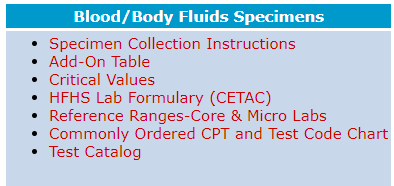 Blood/Body Fluids Specimens
Specimen Collection Instructions
Add-On Table
Critical Values
HFHS Lab Formulary (CETAC)
Reference Ranges-Core & Micro Labs
Commonly Ordered CPT and Test Code Chart
Test Catalog